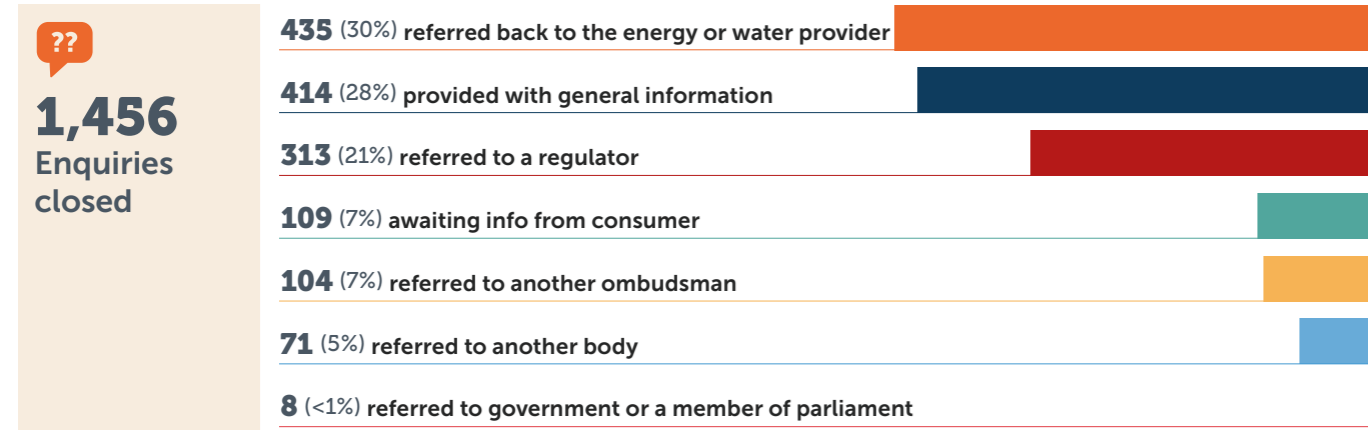 ??
1,456
Enquiries
closed
435 (30%) referred back to the energy or water provider
414 (28%) provided with general information
313 (21%) referred to a regulator
109 (7%) awaiting info from consumer
104 (7%) referred to another ombudsman
71 (5%) referred to another body
8 (<1%) referred to government or a member of parliament